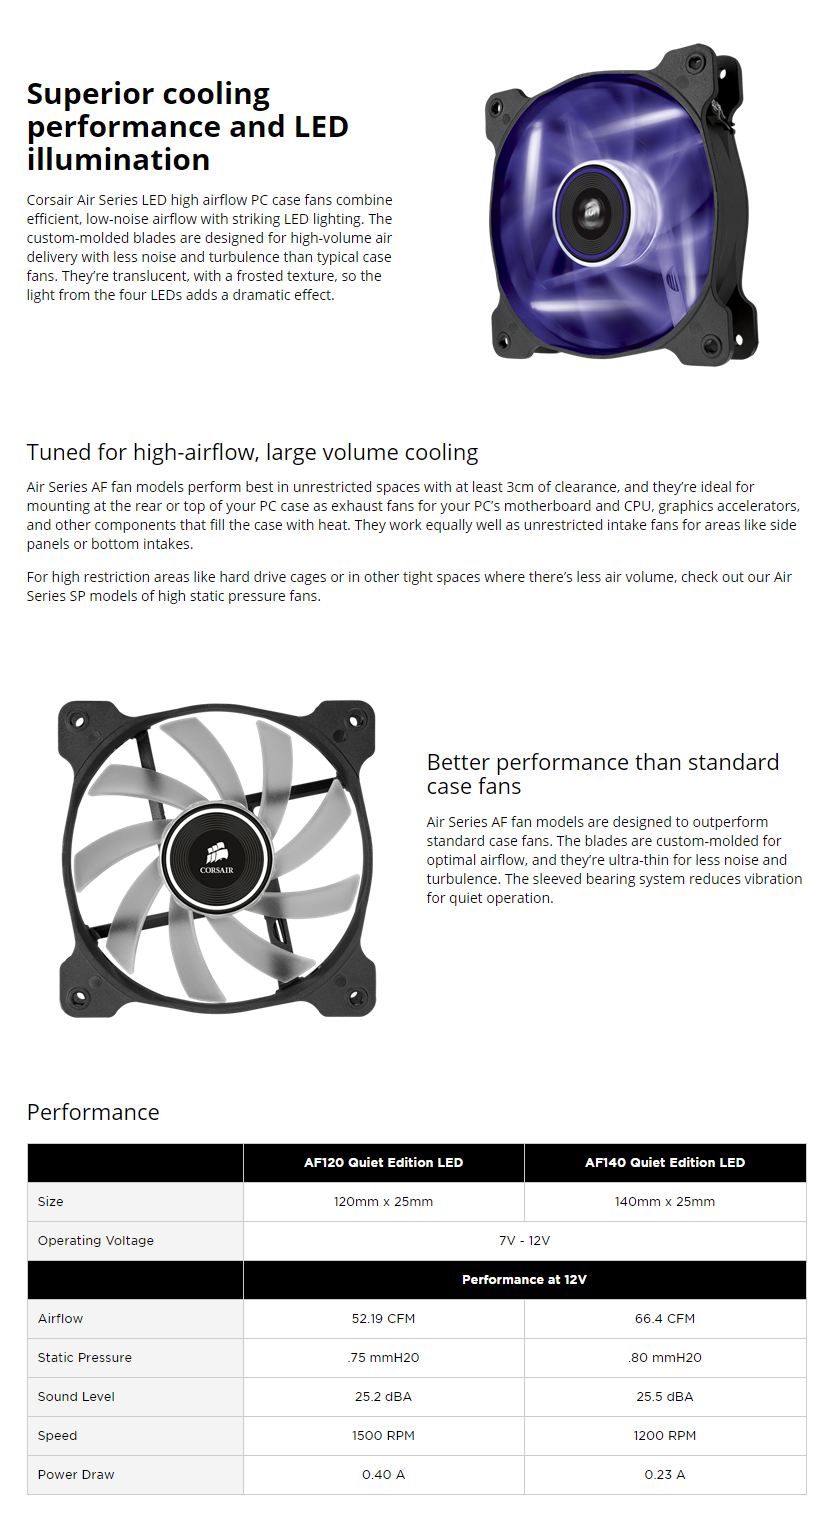 Superior cooling
performance and LED
illumination
Corsair Air Series LED high airflow PC case fans combine
efficient, low-noise airflow with striking LED lighting. The
custom-molded blades are designed for high-volume air
delivery with less noise and turbulence than typical case
fans. They’re translucent, with a frosted texture, so the
light from the four LEDs adds a dramatic effect.
Tuned for high-airflow, large volume cooling
Air Series AF fan models perform best in unrestricted spaces with at least 3cm of clearance, and they’re ideal for
mounting at the rear or top of your PC case as exhaust fans for your PC’s motherboard and CPU, graphics accelerators,
and other components that fill the case with heat. They work equally well as unrestricted intake fans for areas like side
panels or bottom intakes.
For high restriction areas like hard drive cages or in other tight spaces where there’s less air volume, check out our Air
Series SP models of high static pressure fans.
CORSAIR
Better performance than standard
case fans
Air Series AF fan models are designed to outperform
standard case fans. The blades are custom-molded for
optimal airflow, and they’re ultra-thin for less noise and
turbulence. The sleeved bearing system reduces vibration
for quiet operation.
Performance
AF120 Quiet Edition LED AF140 Quiet Edition LED
Size 120mm x 25mm 140mm x 25mm
Operating Voltage 7V - 12V
Performance at 12V
Airflow 52.19 CFM 66.4 CFM
Static Pressure .75 mmH20 .80 mmH20
Sound Level 25.2 dBA 25.5 dBA
Speed 1500 RPM 1200 RPM
Power Draw 0.40 A 0.23 A